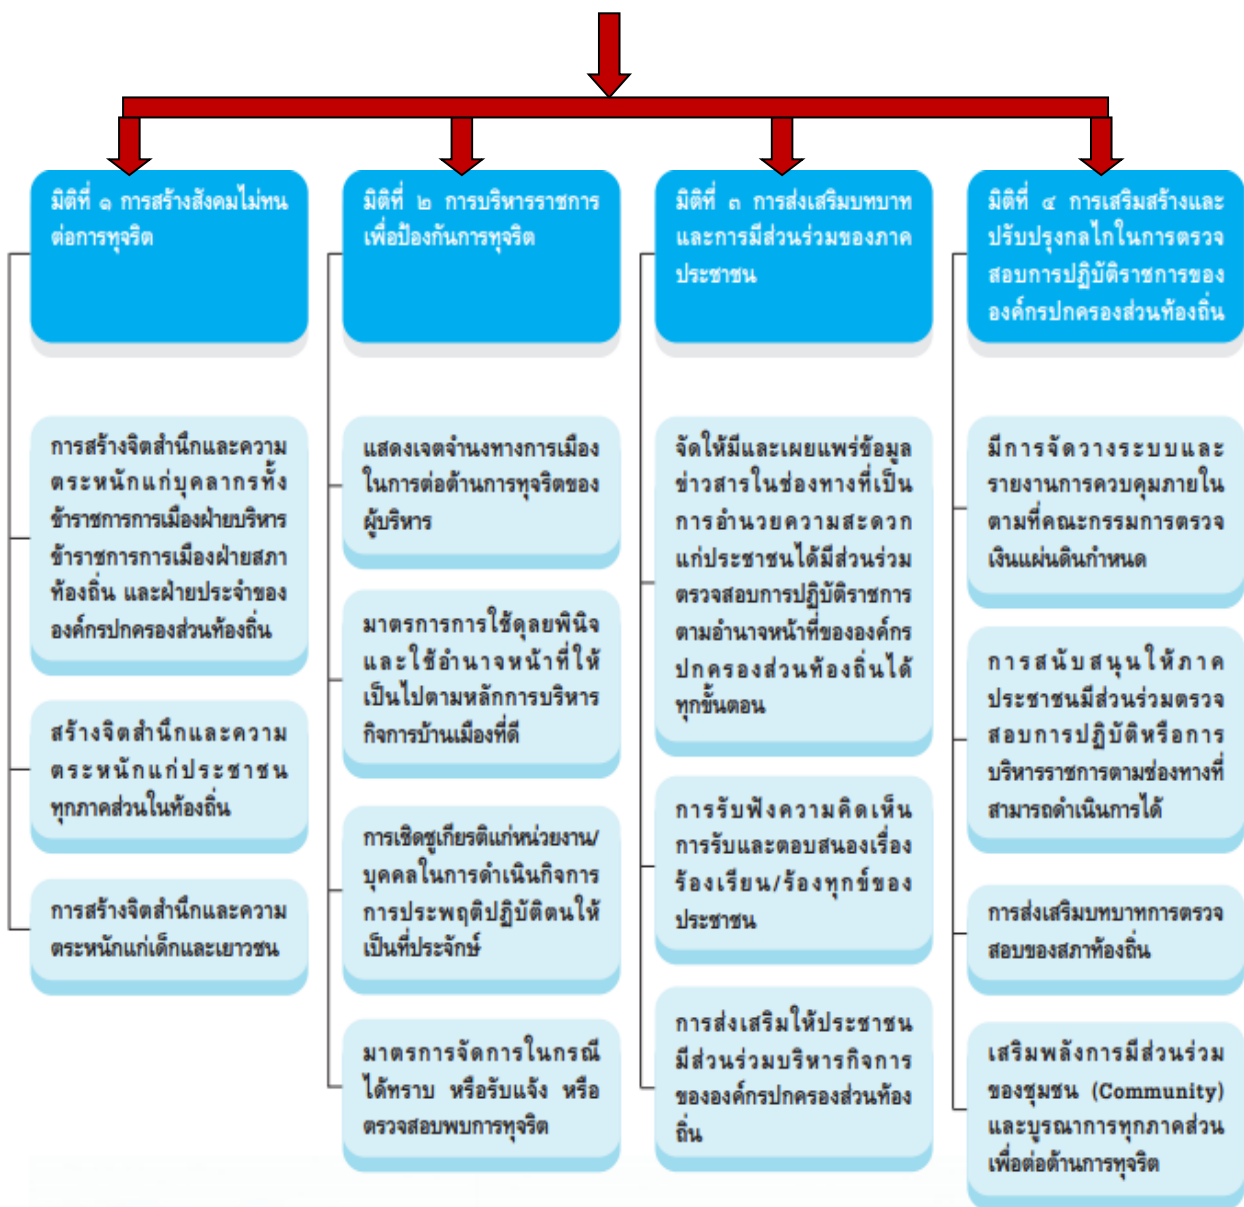 มิติที่ ๑ การสร้างสังคมไม่ทน
ต่อการทุจริต
การสร้างจิตสำนึกและความ
ตระหนักแก่บุคลากรทั้ง
ข้าราชการการเมืองฝ่ายบริหาร
ข้าราชการการเมืองฝ่ายสภา
ท้องถิ่น และฝ่ายประจำของ
องค์กรปกครองส่วนท้องถิ่น
สร้างจิตสำนึกและความ
ตระหนักแก่ประชาชน
ทุกภาคส่วนในท้องถิ่น
การสร้างจิตสำนึกและความ
ตระหนักแก่เด็กและเยาวชน
มิติที่ ๒ การบริหารราชการ
เพื่อป้องกันการทุจริต
แสดงเจตจำนงทางการเมือง
ในการต่อต้านการทุจริตของ
ผู้บริหาร
มาตรการการใช้ดุลยพินิจ
และใช้อำนาจหน้าที่ให้
เป็นไปตามหลักการบริหาร
กิจการบ้านเมืองที่ดี
การเชิดชูเกียรติแก่หน่วยงาน/
บุคคลในการดำเนินกิจการ
การประพฤติปฏิบัติตนให้
เป็นที่ประจักษ์
มาตรการจัดการในกรณี
ได้ทราบ หรือรับแจ้ง หรือ
ตรวจสอบพบการทุจริต
มิติที่ ๓ การส่งเสริมบทบาท
และการมีส่วนร่วมของภาค
ประชาชน
จัดให้มีและเผยแพร่ข้อมูล
ข่าวสารในช่องทางที่เป็น
การอำนวยความสะดวก
แก่ประชาชนได้มีส่วนร่วม
ตรวจสอบการปฏิบัติราชการ
ตามอำนาจหน้าที่ขององค์กร
ปกครองส่วนท้องถิ่นได้
ทุกขั้นตอน
การรับฟังความคิดเห็น
การรับและตอบสนองเรื่อง
ร้องเรียน/ร้องทุกข์ของ
ประชาชน
การส่งเสริมให้ประชาชน
มีส่วนร่วมบริหารกิจการ
ขององค์กรปกครองส่วนท้อง
ถิ่น
มิติที่ ๔ การเสริมสร้างและ
ปรับปรุงกลไกในการตรวจ
สอบการปฏิบัติราชการของ
องค์กรปกครองส่วนท้องถิ่น
มีการจัดวางระบบและ
รายงานการควบคุมภายใน
ตามที่คณะกรรมการตรวจ
เงินแผ่นดินกำหนด
การสนับสนุนให้ภาค
ประชาชนมีส่วนร่วมตรวจ
สอบการปฏิบัติหรือการ
บริหารราชการตามช่องทางที่
สามารถดำเนินการได้
การส่งเสริมบทบาทการตรวจ
สอบของสภาท้องถิ่น
เสริมพลังการมีส่วนร่วม
ของชุมชน (Community)
และบูรณาการทุกภาคส่วน
เพื่อต่อต้านการทุจริต